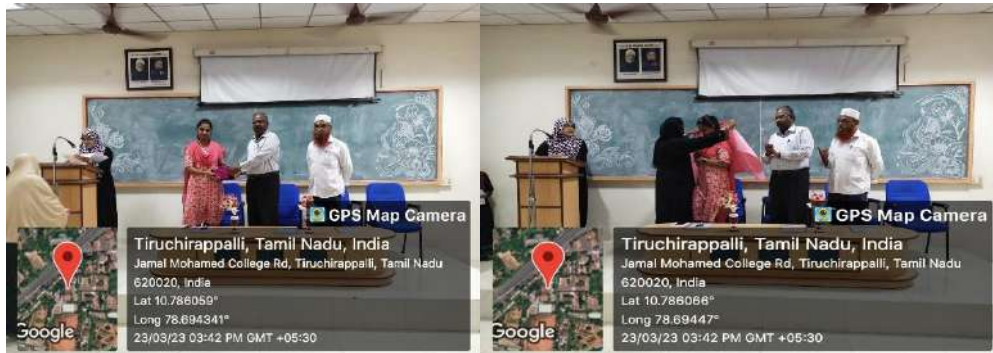 GPS Map Camera
Tiruchirappalli, Tamil Nadu, India
Jamal Mohamed College Rd, Tiruchirappalli, Tamil Nadu
620020, India
Lat 10.786059°
Long 78.694341°
23/03/23 03:42 PM GMT +05:30
Google
GPS Map Camera
Tiruchirappalli, Tamil Nadu, India
Jamal Mohamed College Rd, Tiruchirappalli, Tamil Nadu
620020, India
Lat 10.786066°
Long 78.69447°
23/03/23 03:42 PM GMT +05:30
Google